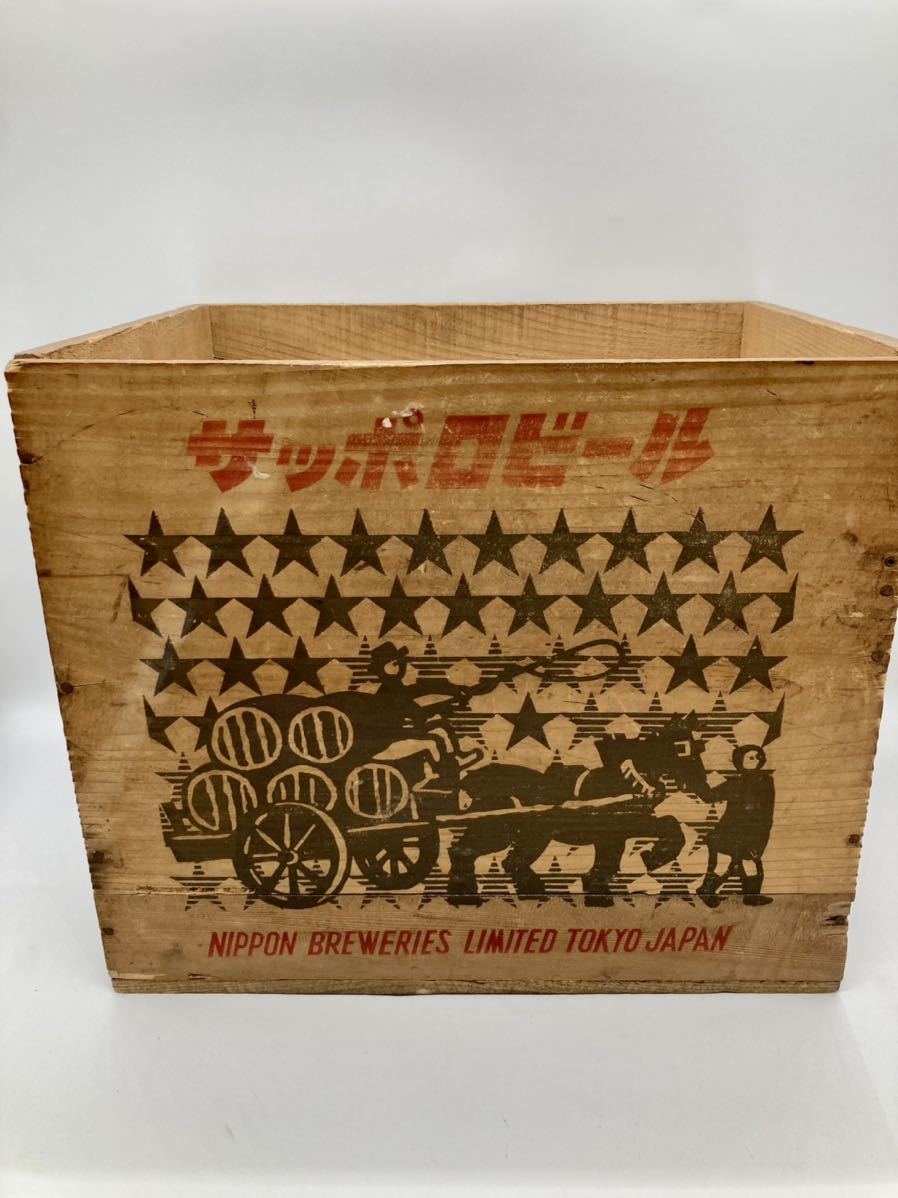 サッポロビール
NIPPON BREWERIES LIMITED TOKYO JAPAN